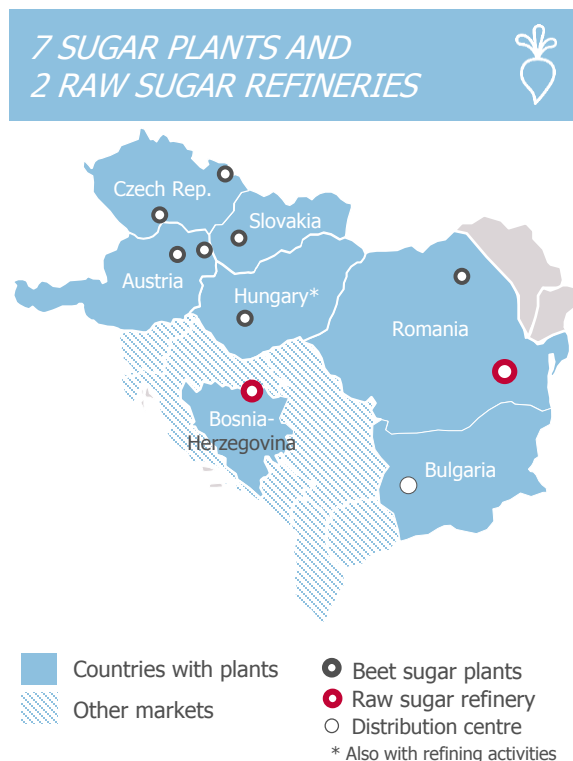 7 SUGAR PLANTS AND
2 RAW SUGAR REFINERIES
Czech Rep.
Slovakia
Austria
Hungary*
Romania
Bosnia-
Herzegovina
Bulgaria
Countries with plants
Other markets
Beet sugar plants
Raw sugar refinery
Distribution centre
* Also with refining activities